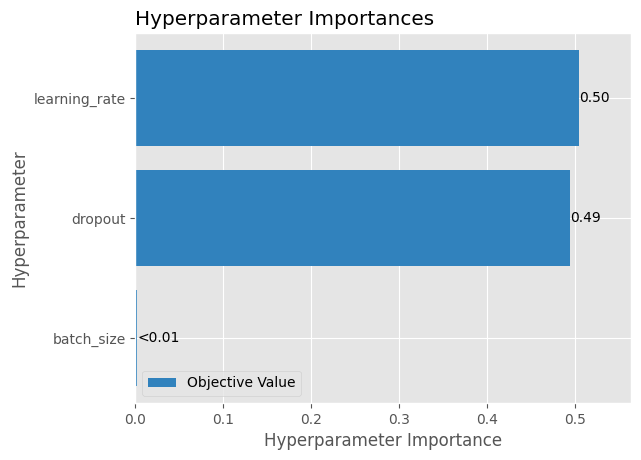 Hyperparameter Importances
learning_rate
0.50
dropout
0.49
batch_size
<0.01
Hyperparameter
Objective Value
0.0 0.1 0.2 0.3 0.4 0.5
Hyperparameter Importance